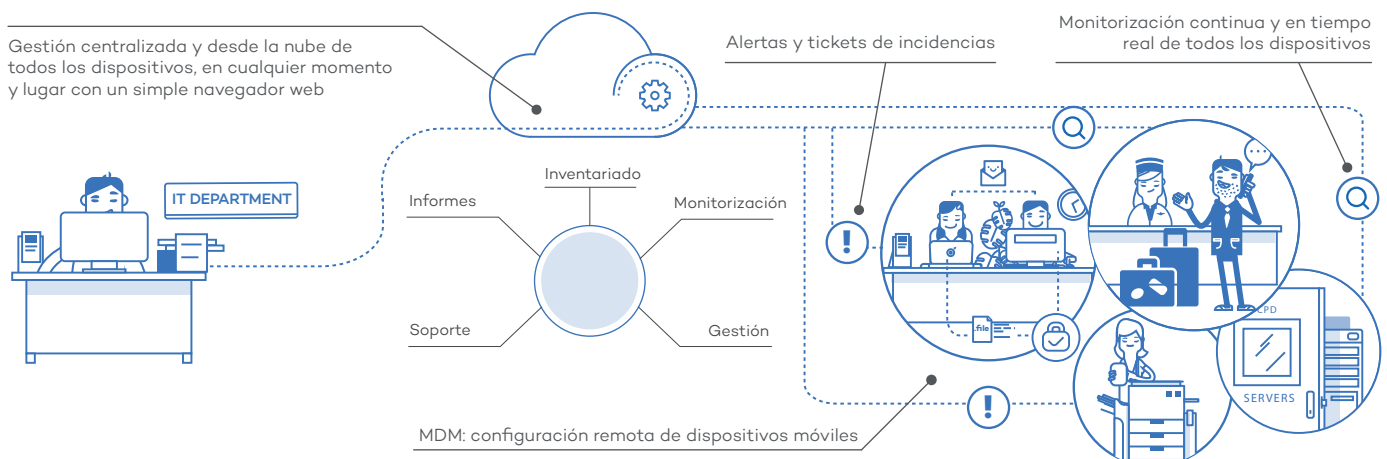 Gestión centralizada y desde la nube de
todos los dispositivos, en cualquier momento
y lugar con un simple navegador web
Alertas y tickets de incidencias
Monitorización continua y en tiempo
real de todos los dispositivos
IT DEPARTMENT
Inventariado
Informes
Monitorización
Soporte
Gestión
.file
CPD
SERVERS
MDM: configuración remota de dispositivos móviles